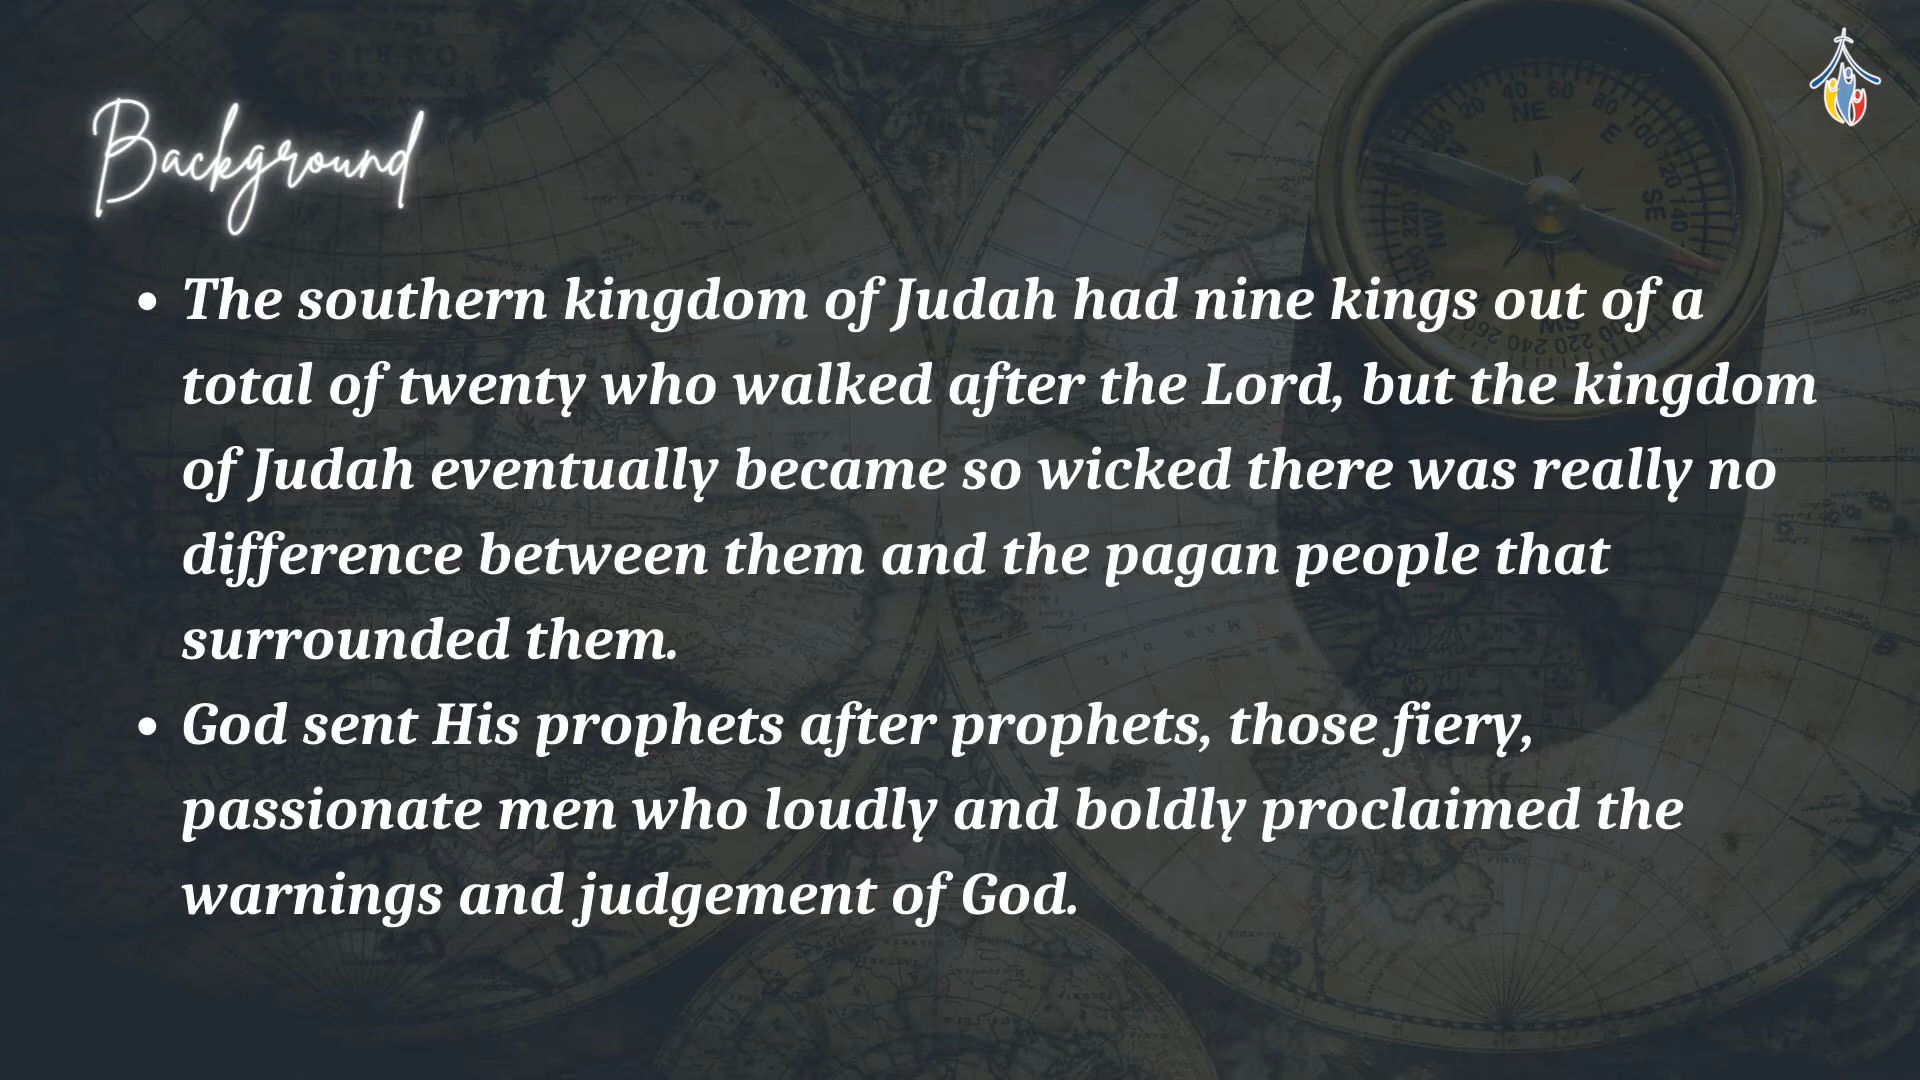 Background
• The southern kingdom of Judah had nine kings out of a
total of twenty who walked after the Lord, but the kingdom
of Judah eventually became so wicked there was really no
difference between them and the pagan people that
surrounded them.
• God sent His prophets after prophets, those fiery,
passionate men who loudly and boldly proclaimed the
warnings and judgement of God.